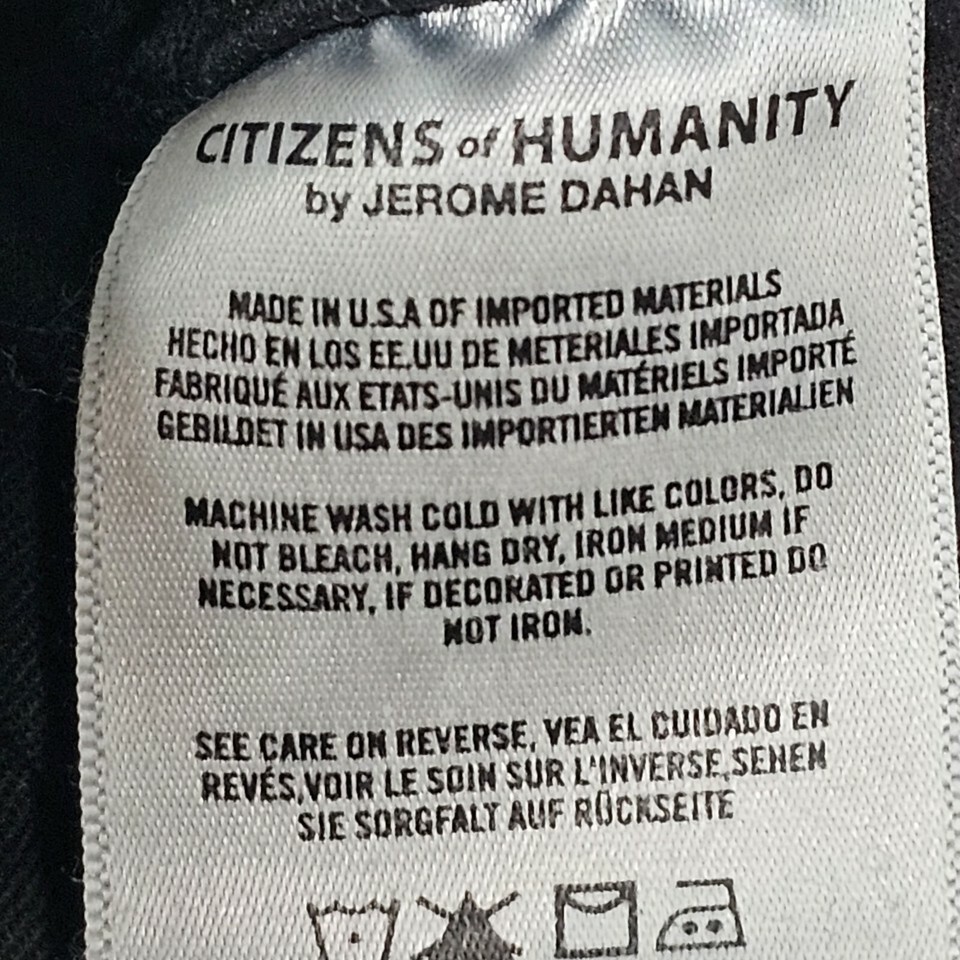 CITIZENS of HUMANITY
by JEROME DAHAN
MADE IN U.S.A OF IMPORTED MATERIALS
HECHO EN LOS EE.UU DE METERIALES IMPORTADA
FABRIQUÉ AUX ETATS-UNIS DU MATÉRIELS IMPORTÉ
GEBILDET IN USA DES IMPORTIERTEN MATERIALIEN
MACHINE WASH COLD WITH LIKE COLORS, DO
NOT BLEACH, HANG DRY, IRON MEDIUM IF
NECESSARY, IF DECORATED OR PRINTED DO
NOT IRON.
SEE CARE ON REVERSE, VEA EL CUIDADO EN
REVÉS,VOIR LE SOIN SUR L'INVERSE,SEHEN
SIE SORGFALT AUF RÜCKSEITE